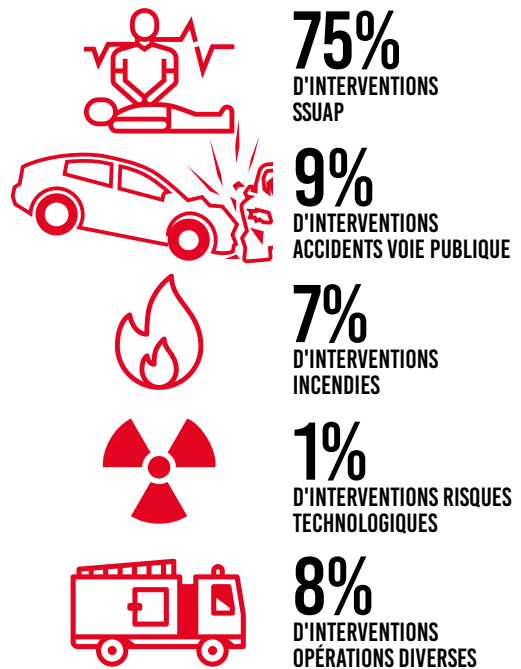 75%
D'INTERVENTIONS
SSUAP
9%
D'INTERVENTIONS
ACCIDENTS VOIE PUBLIQUE
7%
D'INTERVENTIONS
INCENDIES
1%
D'INTERVENTIONS RISQUES
TECHNOLOGIQUES
8%
D'INTERVENTIONS
OPÉRATIONS DIVERSES